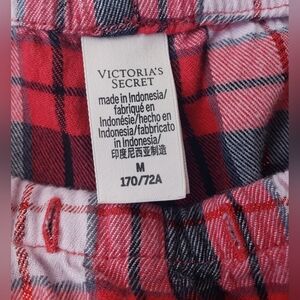 VICTORIA'S
SECRET
made in Indonesia/
fabriqué en
Indonésie/hecho en
Indonesia/fabbricato
in Indonesia/
印度尼西亚制造
M
170/72A